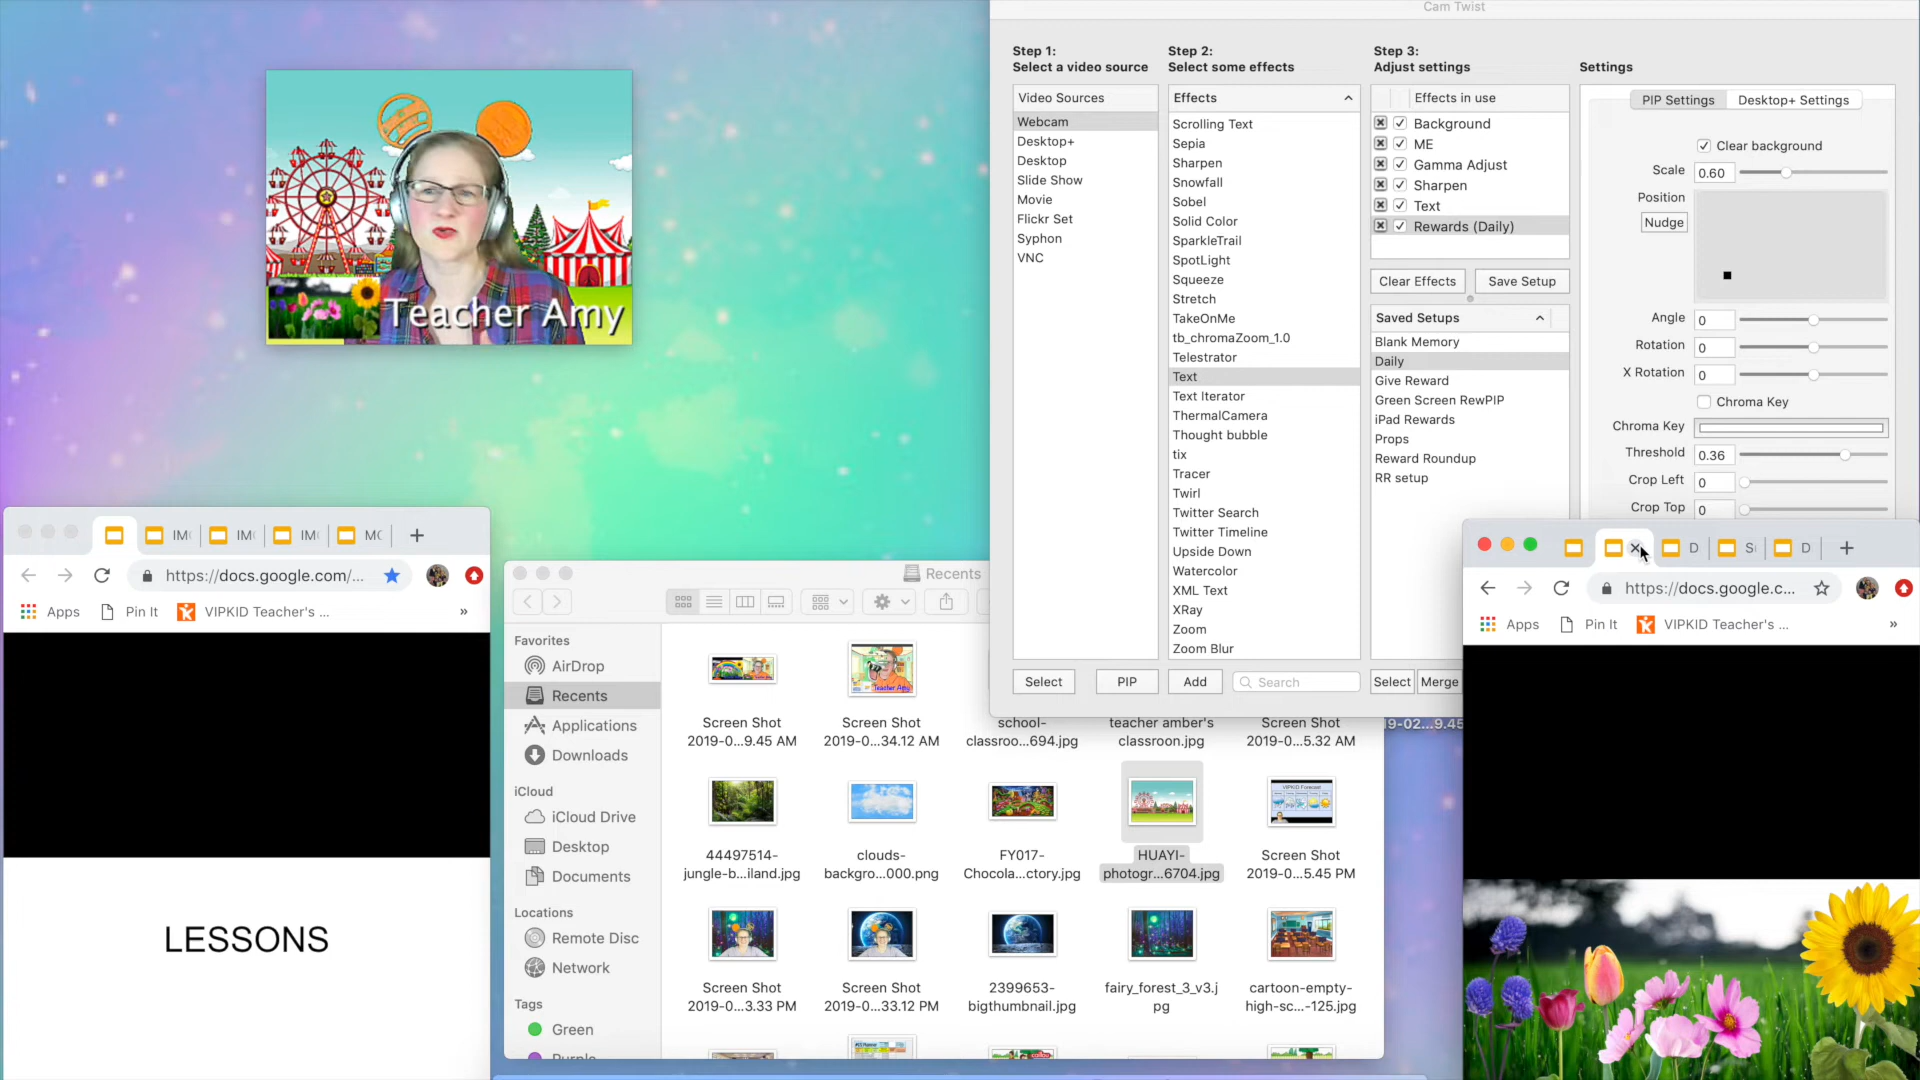 Cam Twist
Step 1:
Select a video source
Step 2:
Select some effects
Step 3:
Adjust settings
Settings
Video Sources
Webcam
Desktop+
Desktop
Slide Show
Movie
Flickr Set
Syphon
VNC
Effects
Scrolling Text
Sepia
Sharpen
Snowfall
Sobel
Solid Color
SparkleTrail
SpotLight
Squeeze
Stretch
TakeOnMe
tb_chromaZoom_1.0
Telestrator
Text
Text Iterator
ThermalCamera
Thought bubble
tix
Tracer
Twirl
Twitter Search
Twitter Timeline
Upside Down
Watercolor
XML Text
XRay
Zoom
Zoom Blur
Effects in use
Background
ME
Gamma Adjust
Sharpen
Text
Rewards (Daily)
Clear Effects
Save Setup
Saved Setups
Blank Memory
Daily
Give Reward
Green Screen RewPIP
iPad Rewards
Props
Reward Roundup
RR setup
PIP Settings
Desktop+ Settings
Clear background
Scale
0.60
Position
Nudge
Angle
0
Rotation
0
X Rotation
0
Chroma Key
Chroma Key
Threshold
0.36
Crop Left
0
Crop Top
0
Select
PIP
Add
Search
Select
Merge
Teacher Amy
IM
IM
IM
MC
https://docs.google.com/...
Apps
Pin It
VIPKID Teacher's ...
»
LESSONS
Recents
Favorites
AirDrop
Recents
Applications
Downloads
iCloud
iCloud Drive
Desktop
Documents
Locations
Remote Disc
Network
Tags
Green
Purple
Screen Shot
2019-0...9.45 AM
Screen Shot
2019-0...34.12 AM
school-
classroo...694.jpg
teacher amber's
classroon.jpg
Screen Shot
2019-0...5.32 AM
9-02...9.45
44497514-
jungle-b...iland.jpg
clouds-
backgro...000.png
FY017-
Chocola...ctory.jpg
HUAYI-
photogr...6704.jpg
VIPKID Forecast
Screen Shot
2019-0...5.45 PM
Screen Shot
2019-0...3.33 PM
Screen Shot
2019-0...33.12 PM
2399653-
bigthumbnail.jpg
fairy_forest_3_v3.j
pg
cartoon-empty-
high-sc...-125.jpg
D
S
D
https://docs.google.c...
Apps
Pin It
VIPKID Teacher's ...
»